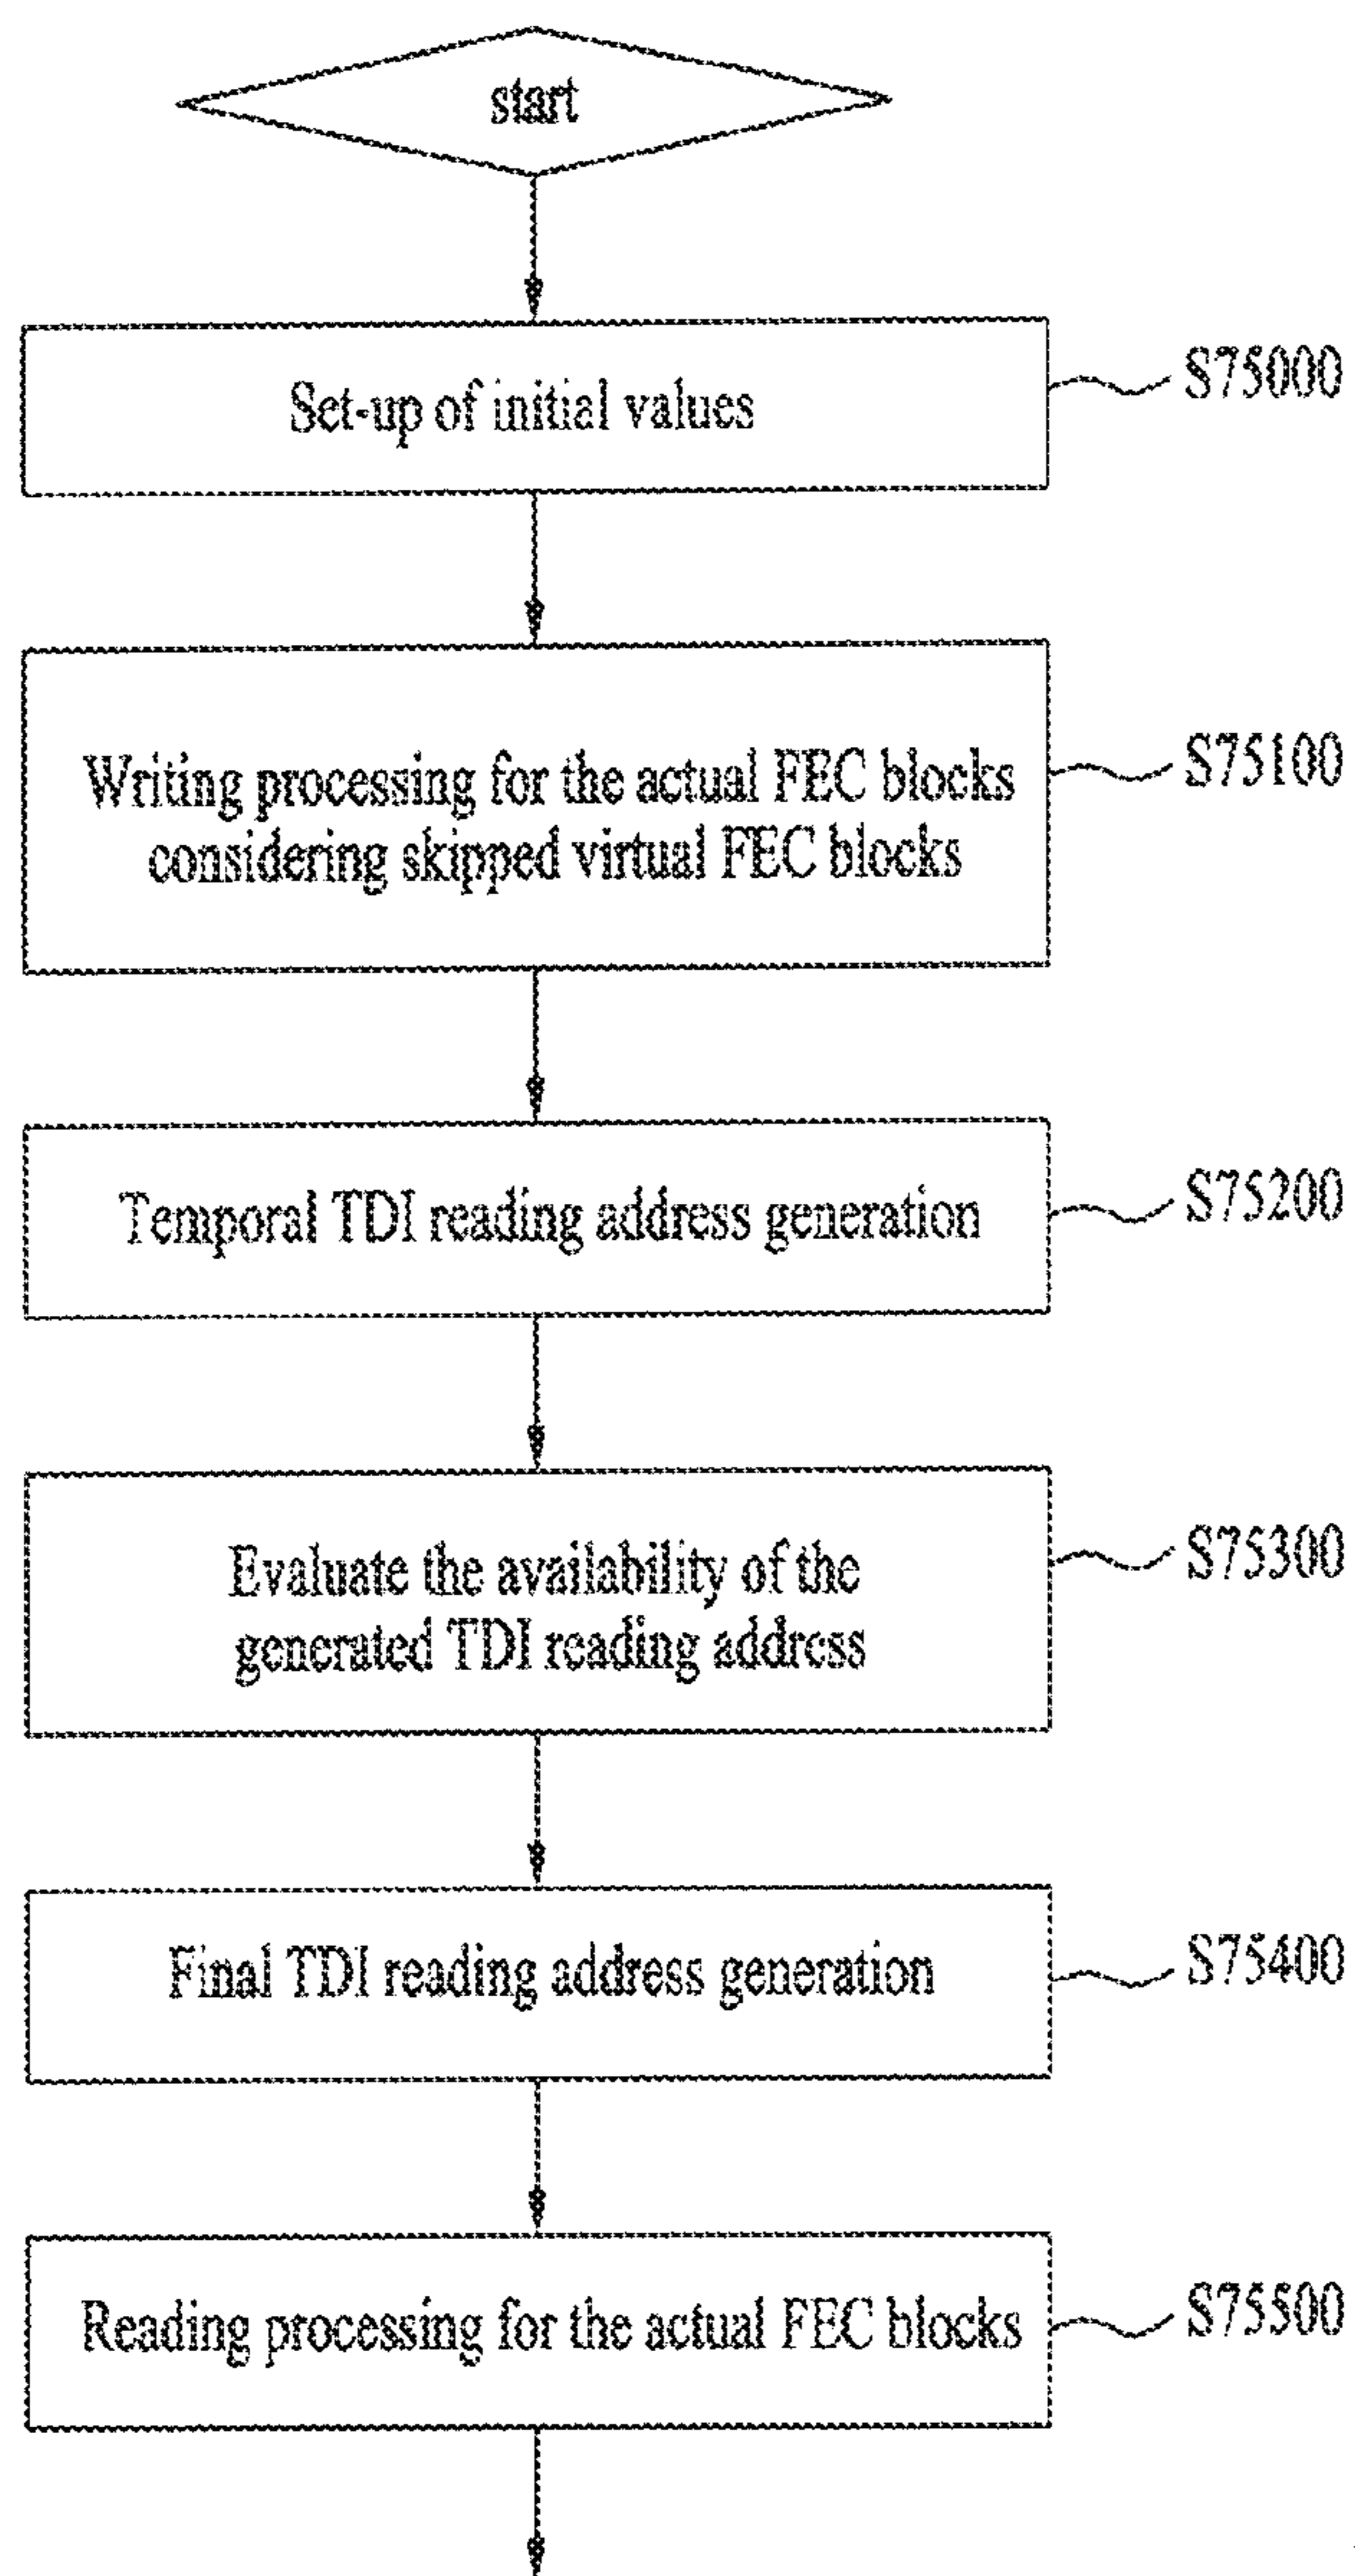 start
Set-up of initial values
S75000
Writing processing for the actual FEC blocks
considering skipped virtual FEC blocks
S75100
Temporal TDI reading address generation
S75200
Evaluate the availability of the
generated TDI reading address
S75300
Final TDI reading address generation
S75400
Reading processing for the actual FEC blocks
S75500